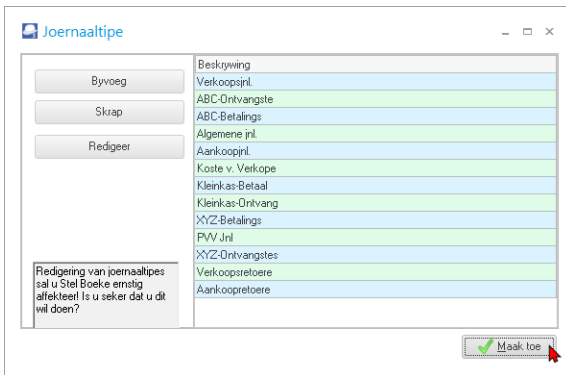 Joernaaltipe
Byvoeg
Skrap
Redigeer
Redigering van joernaaltipes
sal u Stel Boeke ernstig
affekteer! Is u seker dat u dit
wil doen?
Beskrywing
Verkoopsjnl.
ABC-Ontvangste
ABC-Betalings
Algemene jnl.
Aankoopjnl.
Koste v. Verkope
Kleinkas-Betaal
Kleinkas-Ontvang
XYZ-Betalings
PVV Jnl
XYZ-Ontvangstes
Verkoopsretoere
Aankoopretoere
Maak toe